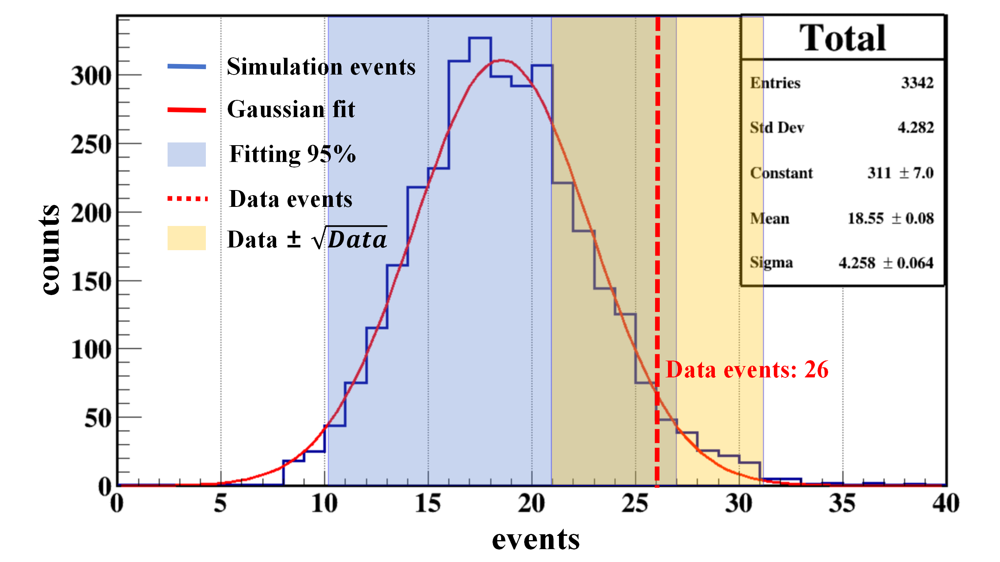 Total
Entries 3342
Std Dev 4.282
Constant 311 ± 7.0
Mean 18.55 ± 0.08
Sigma 4.258 ± 0.064
Simulation events
Gaussian fit
Fitting 95%
Data events
Data ± √Data
Data events: 26
counts
300
250
200
150
100
50
0
0 5 10 15 20 25 30 35 40
events